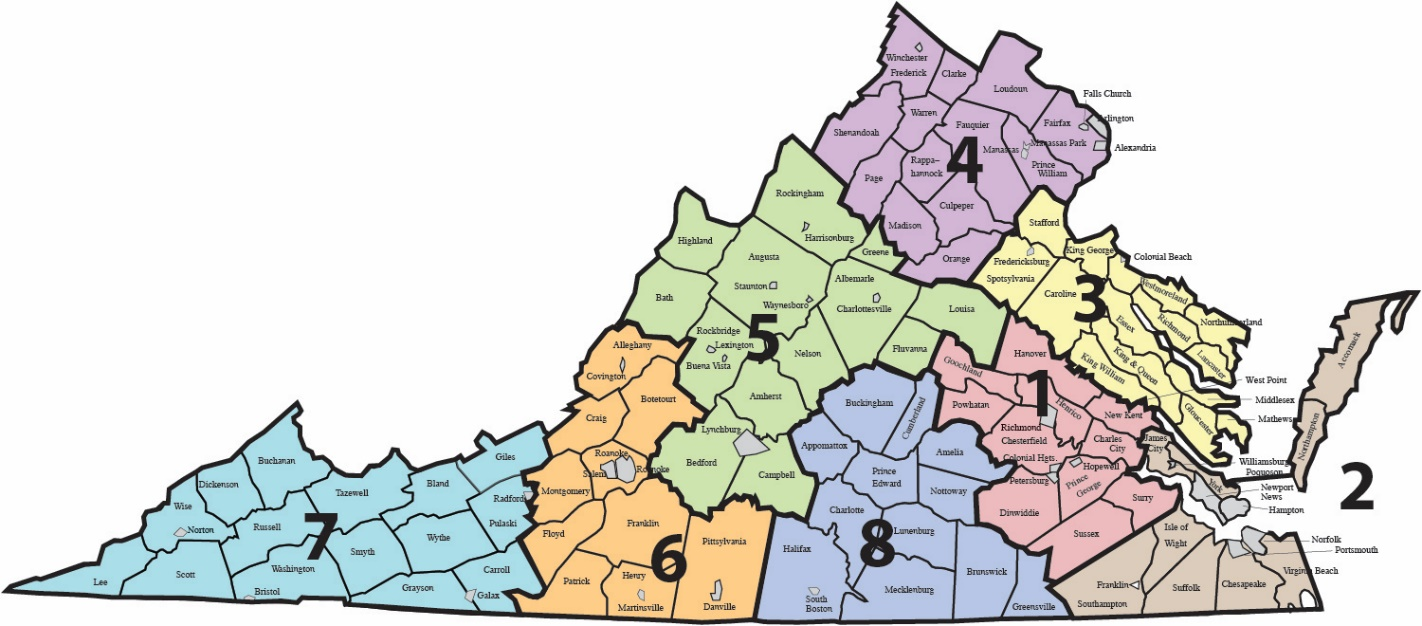 Winchester
Frederick
Clarke
Loudoun
Falls Church
Arlington
Fairfax
Warren
Fauquier
Shenandoah
Manassas
Manassas Park
Alexandria
4
Rappa–
hannock
Prince
William
Page
Culpeper
Madison
Orange
Rockingham
Harrisonburg
Greene
Highland
Augusta
Albemarle
Bath
Staunton
Waynesboro
Charlottesville
Louisa
Rockbridge
Lexington
5
Buena Vista
Nelson
Fluvanna
Amherst
Lynchburg
Bedford
Campbell
Stafford
King George
Colonial Beach
Fredericksburg
Spotsylvania
Caroline
3
Westmoreland
Northumberland
Richmond
Essex
Lancaster
King & Queen
King William
West Point
Middlesex
Mathews
Gloucester
Hanover
Goochland
1
Henrico
Powhatan
New Kent
Richmond
Chesterfield
Charles
City
Colonial Hgts.
Hopewell
Petersburg
Prince
George
Surry
Dinwiddie
Sussex
Accomack
Northampton
2
James
City
Williamsburg
Poquoson
York
Newport
News
Hampton
Norfolk
Portsmouth
Virginia Beach
Isle of
Wight
Franklin
Southampton
Suffolk
Chesapeake
Alleghany
Covington
Botetourt
Craig
Roanoke
Salem
Roanoke
Montgomery
Floyd
Franklin
Pittsylvania
6
Patrick
Henry
Martinsville
Danville
Buckingham
Cumberland
Appomattox
Amelia
Prince
Edward
Nottoway
Charlotte
Lunenburg
8
Halifax
Mecklenburg
Brunswick
South
Boston
Greensville
Buchanan
Giles
Dickenson
Tazewell
Bland
Radford
Wise
Norton
Russell
7
Pulaski
Wythe
Smyth
Washington
Carroll
Lee
Scott
Bristol
Grayson
Galax